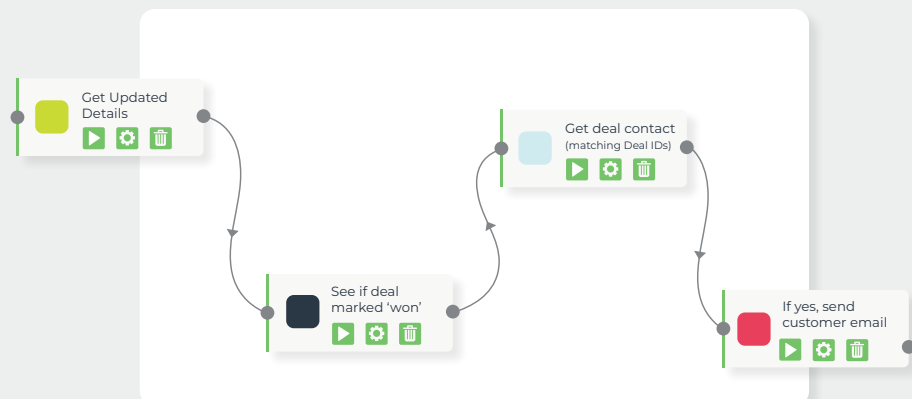 Get Updated
Details
See if deal
marked ‘won’
Get deal contact
(matching Deal IDs)
If yes, send
customer email